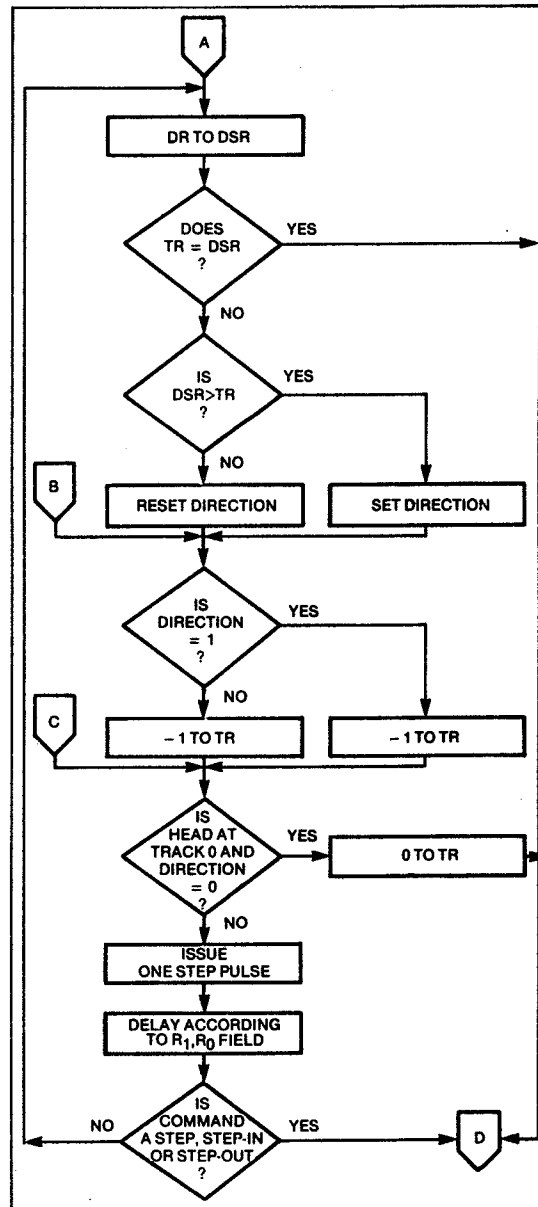 A
DR TO DSR
DOES
TR = DSR
?
YES
NO
IS
DSR>TR
?
YES
NO
B
RESET DIRECTION
SET DIRECTION
IS
DIRECTION
= 1
?
YES
NO
C
– 1 TO TR
– 1 TO TR
IS
HEAD AT
TRACK 0 AND
DIRECTION
= 0
?
YES
0 TO TR
NO
ISSUE
ONE STEP PULSE
DELAY ACCORDING
TO R1,R0 FIELD
IS
COMMAND
A STEP, STEP-IN
OR STEP-OUT
?
NO
YES
D